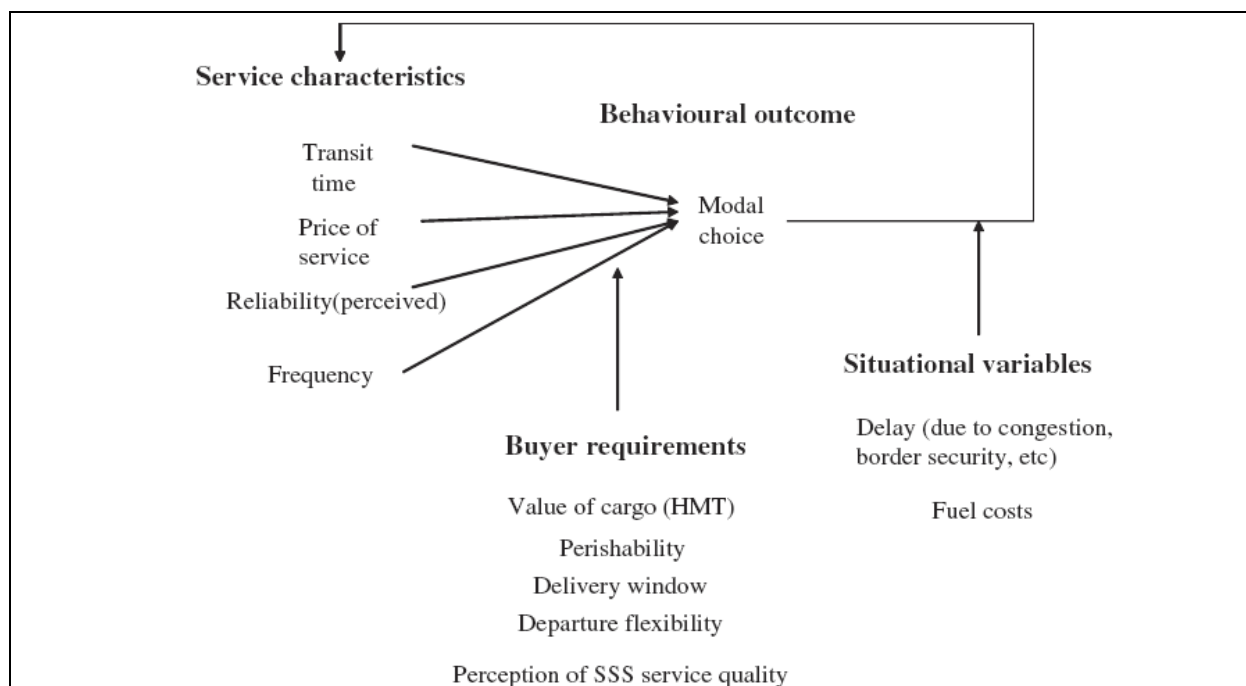 Service characteristics
Behavioural outcome
Transit
time
Price of
service
Reliability(perceived)
Frequency
Modal
choice
Situational variables
Delay (due to congestion,
border security, etc)
Fuel costs
Buyer requirements
Value of cargo (HMT)
Perishability
Delivery window
Departure flexibility
Perception of SSS service quality